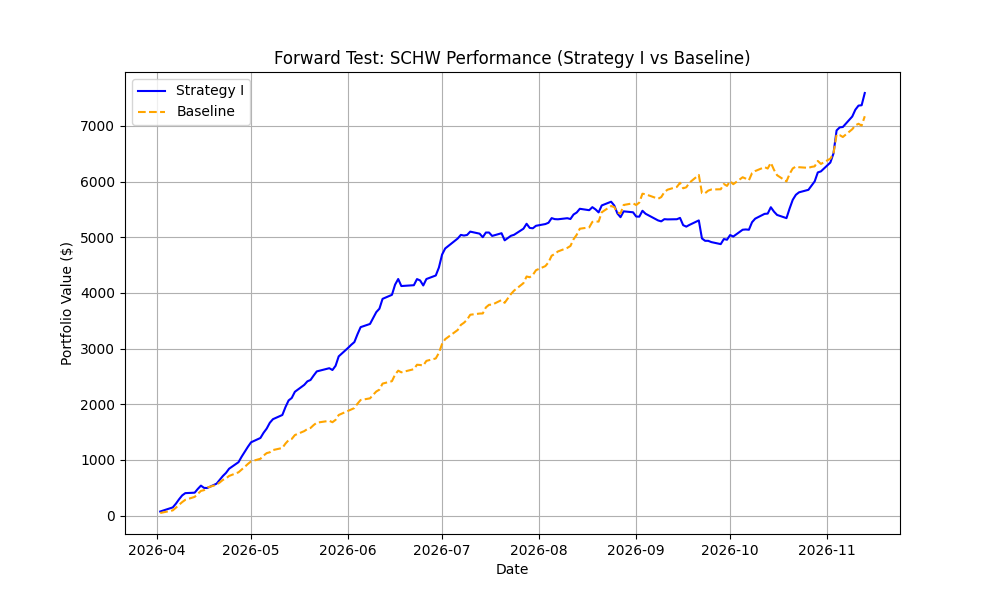 Forward Test: SCHW Performance (Strategy I vs Baseline)
Strategy I
Baseline
Portfolio Value ($)
7000
6000
5000
4000
3000
2000
1000
0
2026-04 2026-05 2026-06 2026-07 2026-08 2026-09 2026-10 2026-11
Date